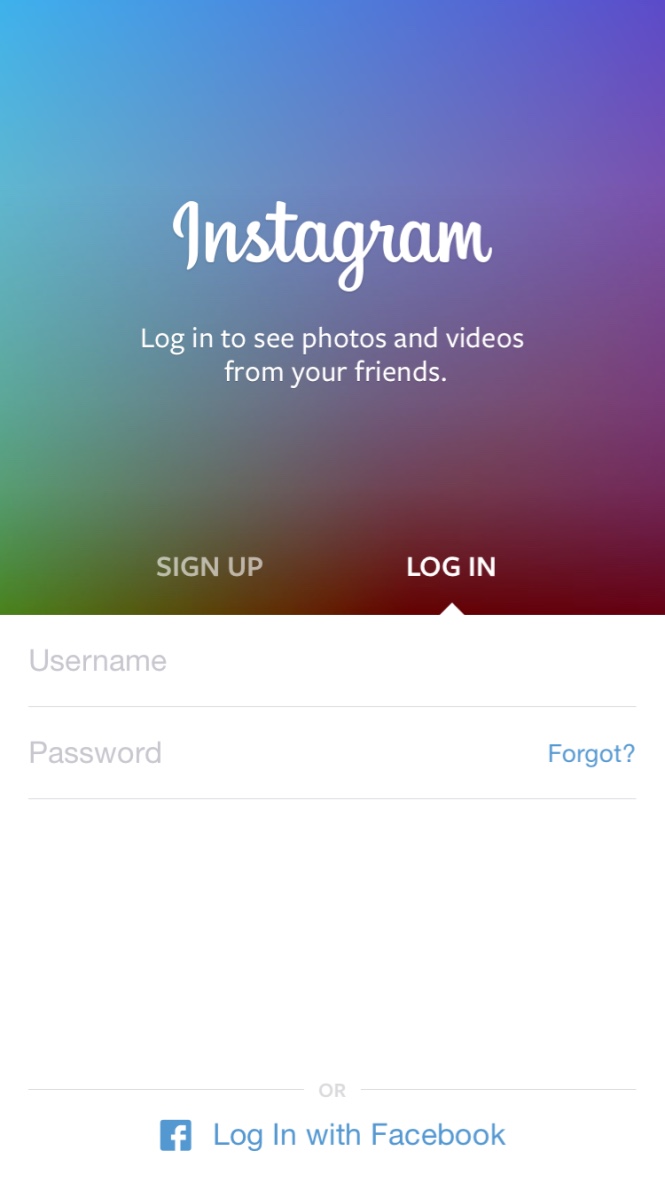 Instagram
Log in to see photos and videos
from your friends.
SIGN UP
LOG IN
Username
Password
Forgot?
OR
Log In with Facebook